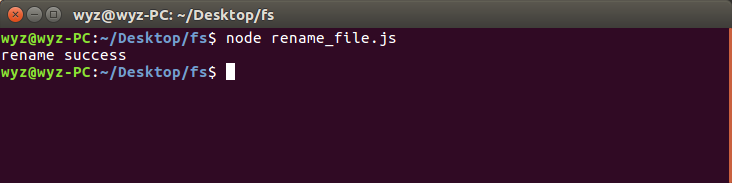 wyz@wyz-PC: ~/Desktop/fs
wyz@wyz-PC:~/Desktop/fs$ node rename_file.js
rename success
wyz@wyz-PC:~/Desktop/fs$